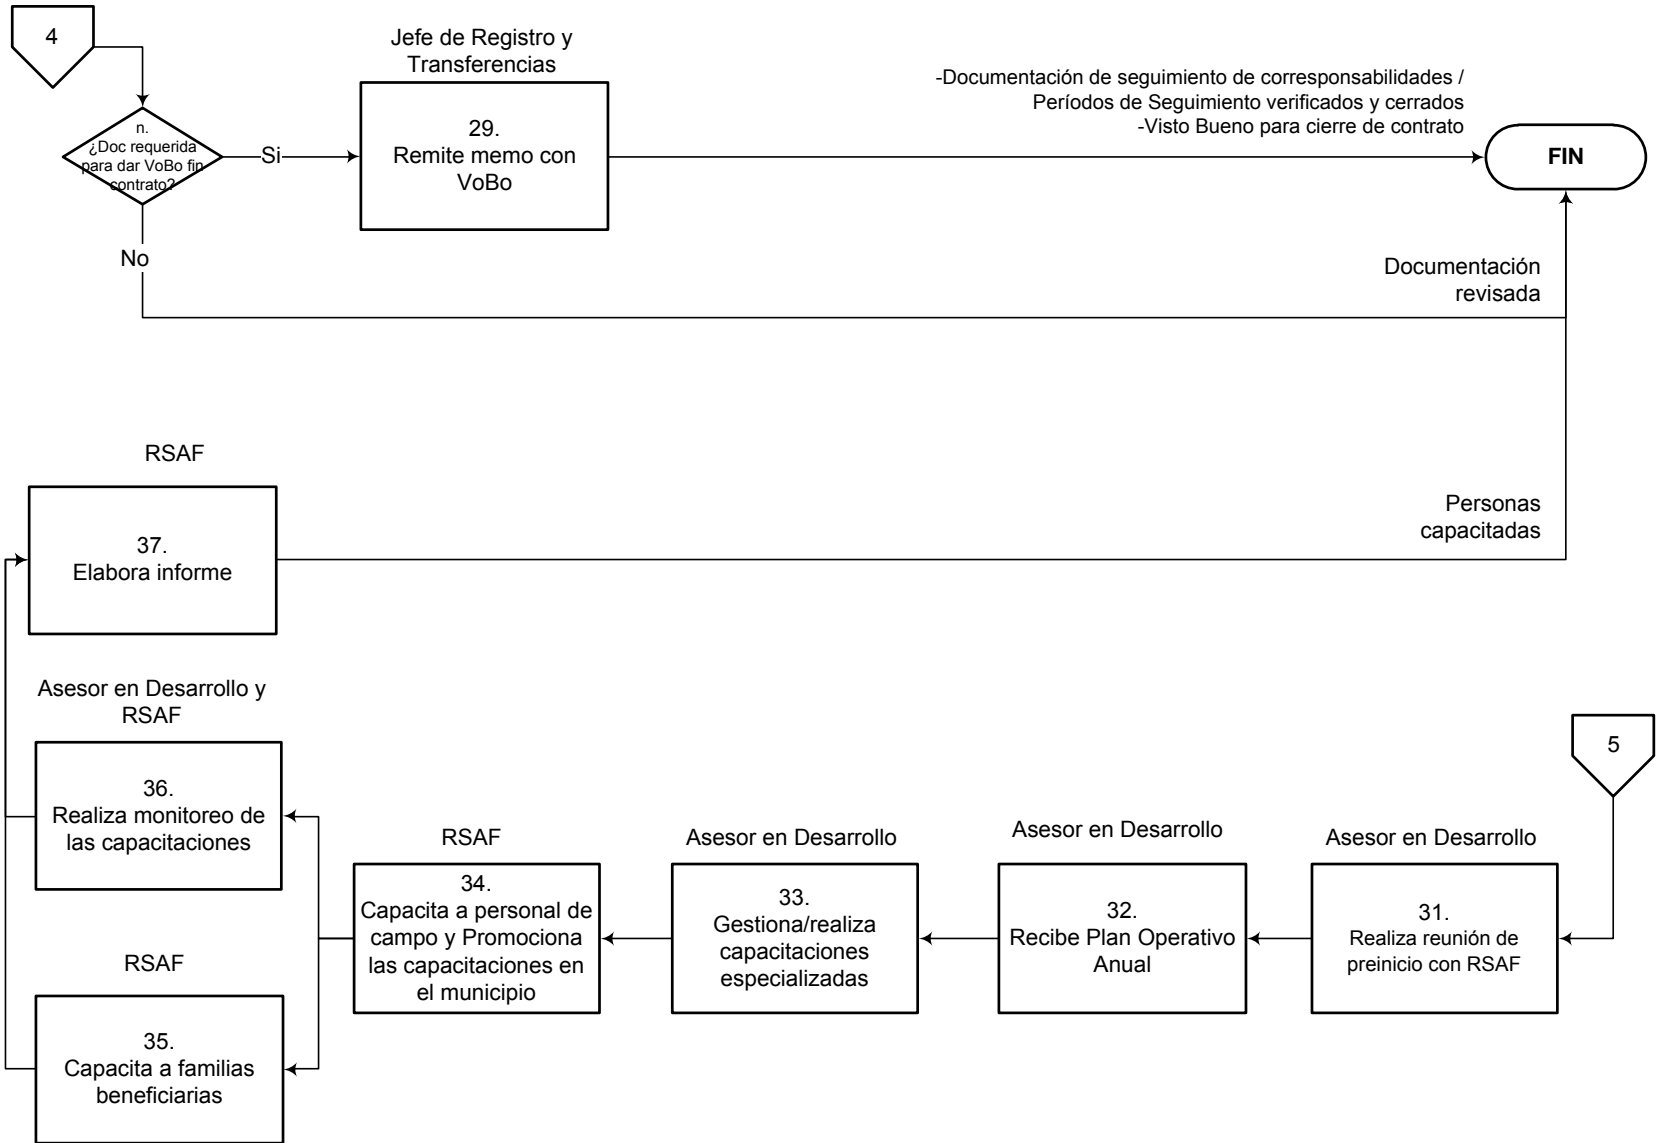 4
n.
¿Doc requerida
para dar VoBo fin
contrato?
Si
No
Jefe de Registro y
Transferencias
29.
Remite memo con
VoBo
-Documentación de seguimiento de corresponsabilidades /
Períodos de Seguimiento verificados y cerrados
-Visto Bueno para cierre de contrato
FIN
Documentación
revisada
RSAF
37.
Elabora informe
Personas
capacitadas
Asesor en Desarrollo y
RSAF
36.
Realiza monitoreo de
las capacitaciones
RSAF
35.
Capacita a familias
beneficiarias
RSAF
34.
Capacita a personal de
campo y Promociona
las capacitaciones en
el municipio
Asesor en Desarrollo
33.
Gestiona/realiza
capacitaciones
especializadas
Asesor en Desarrollo
32.
Recibe Plan Operativo
Anual
Asesor en Desarrollo
31.
Realiza reunión de
preinicio con RSAF
5